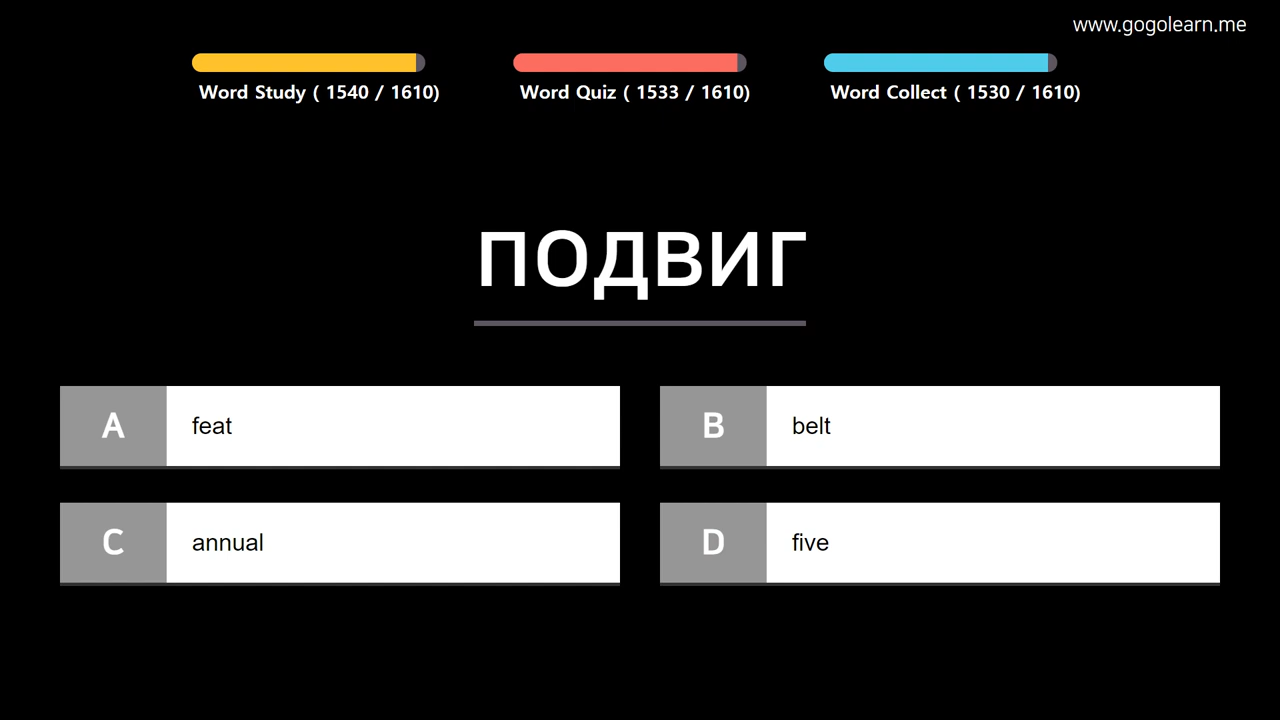 www.gogolearn.me
Word Study ( 1540 / 1610)
Word Quiz ( 1533 / 1610)
Word Collect ( 1530 / 1610)
ПОДВИГ
A feat
B belt
C annual
D five